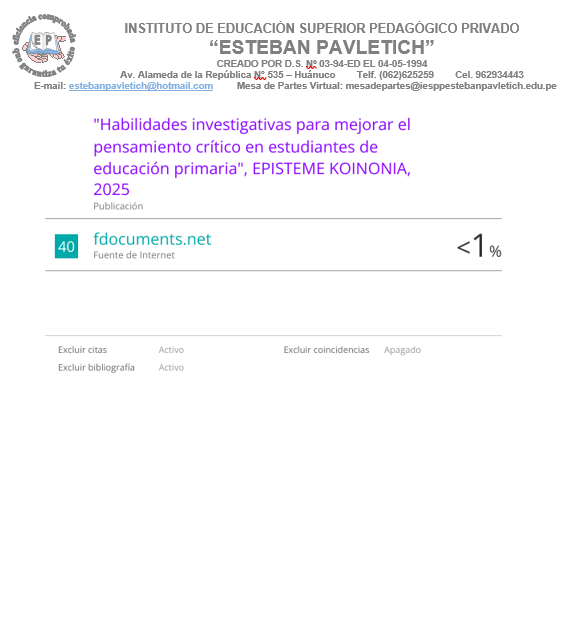 eficiencia comprobada
que garantiza tu éxito
E P
INSTITUTO DE EDUCACIÓN SUPERIOR PEDAGÓGICO PRIVADO
“ESTEBAN PAVLETICH”
CREADO POR D.S. Nº 03-94-ED EL 04-05-1994
Av. Alameda de la República Nº 535 – Huánuco Telf. (062)625259 Cel. 962934443
E-mail: estebanpavletich@hotmail.com Mesa de Partes Virtual: mesadepartes@iesppestebanpavletich.edu.pe
"Habilidades investigativas para mejorar el
pensamiento crítico en estudiantes de
educación primaria", EPISTEME KOINONIA,
2025
Publicación
40 fdocuments.net <1%
Fuente de Internet
Excluir citas Activo Excluir coincidencias Apagado
Excluir bibliografía Activo